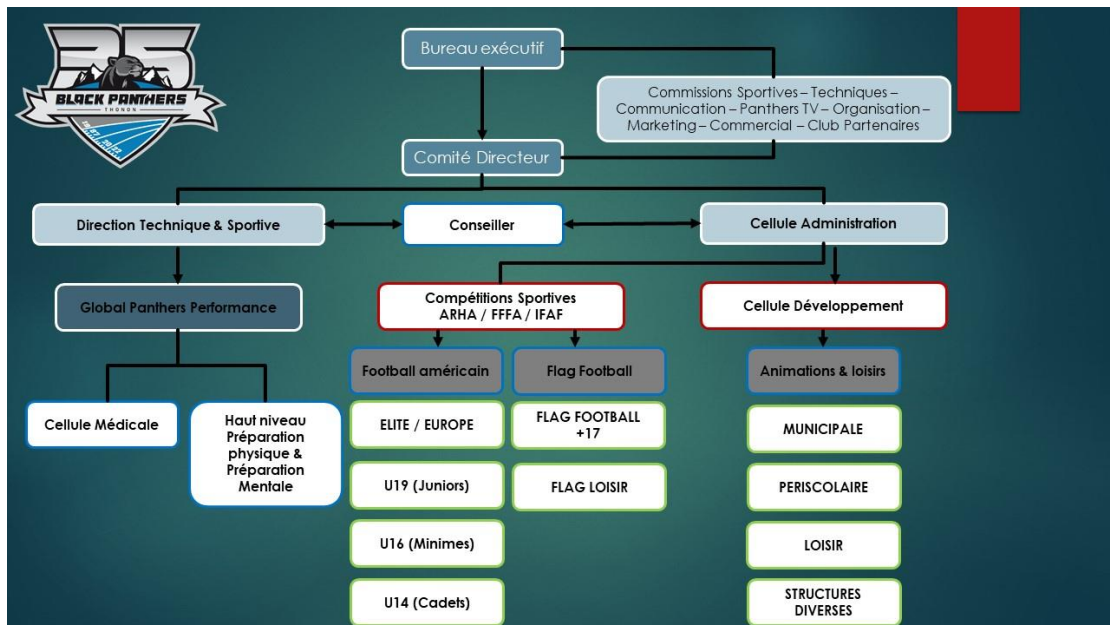 35
BLACK PANTHERS
THONON
1987
2022
Bureau exécutif
Commissions Sportives – Techniques –
Communication – Panthers TV – Organisation –
Marketing – Commercial – Club Partenaires
Comité Directeur
Direction Technique & Sportive
Conseiller
Cellule Administration
Global Panthers Performance
Compétitions Sportives
ARHA / FFFA / IFAF
Cellule Développement
Football américain
Flag Football
Animations & loisirs
Cellule Médicale
Haut niveau
Préparation
physique &
Préparation
Mentale
ELITE / EUROPE
FLAG FOOTBALL
+17
MUNICIPALE
U19 (Juniors)
FLAG LOISIR
PERISCOLAIRE
U16 (Minimes)
LOISIR
U14 (Cadets)
STRUCTURES
DIVERSES